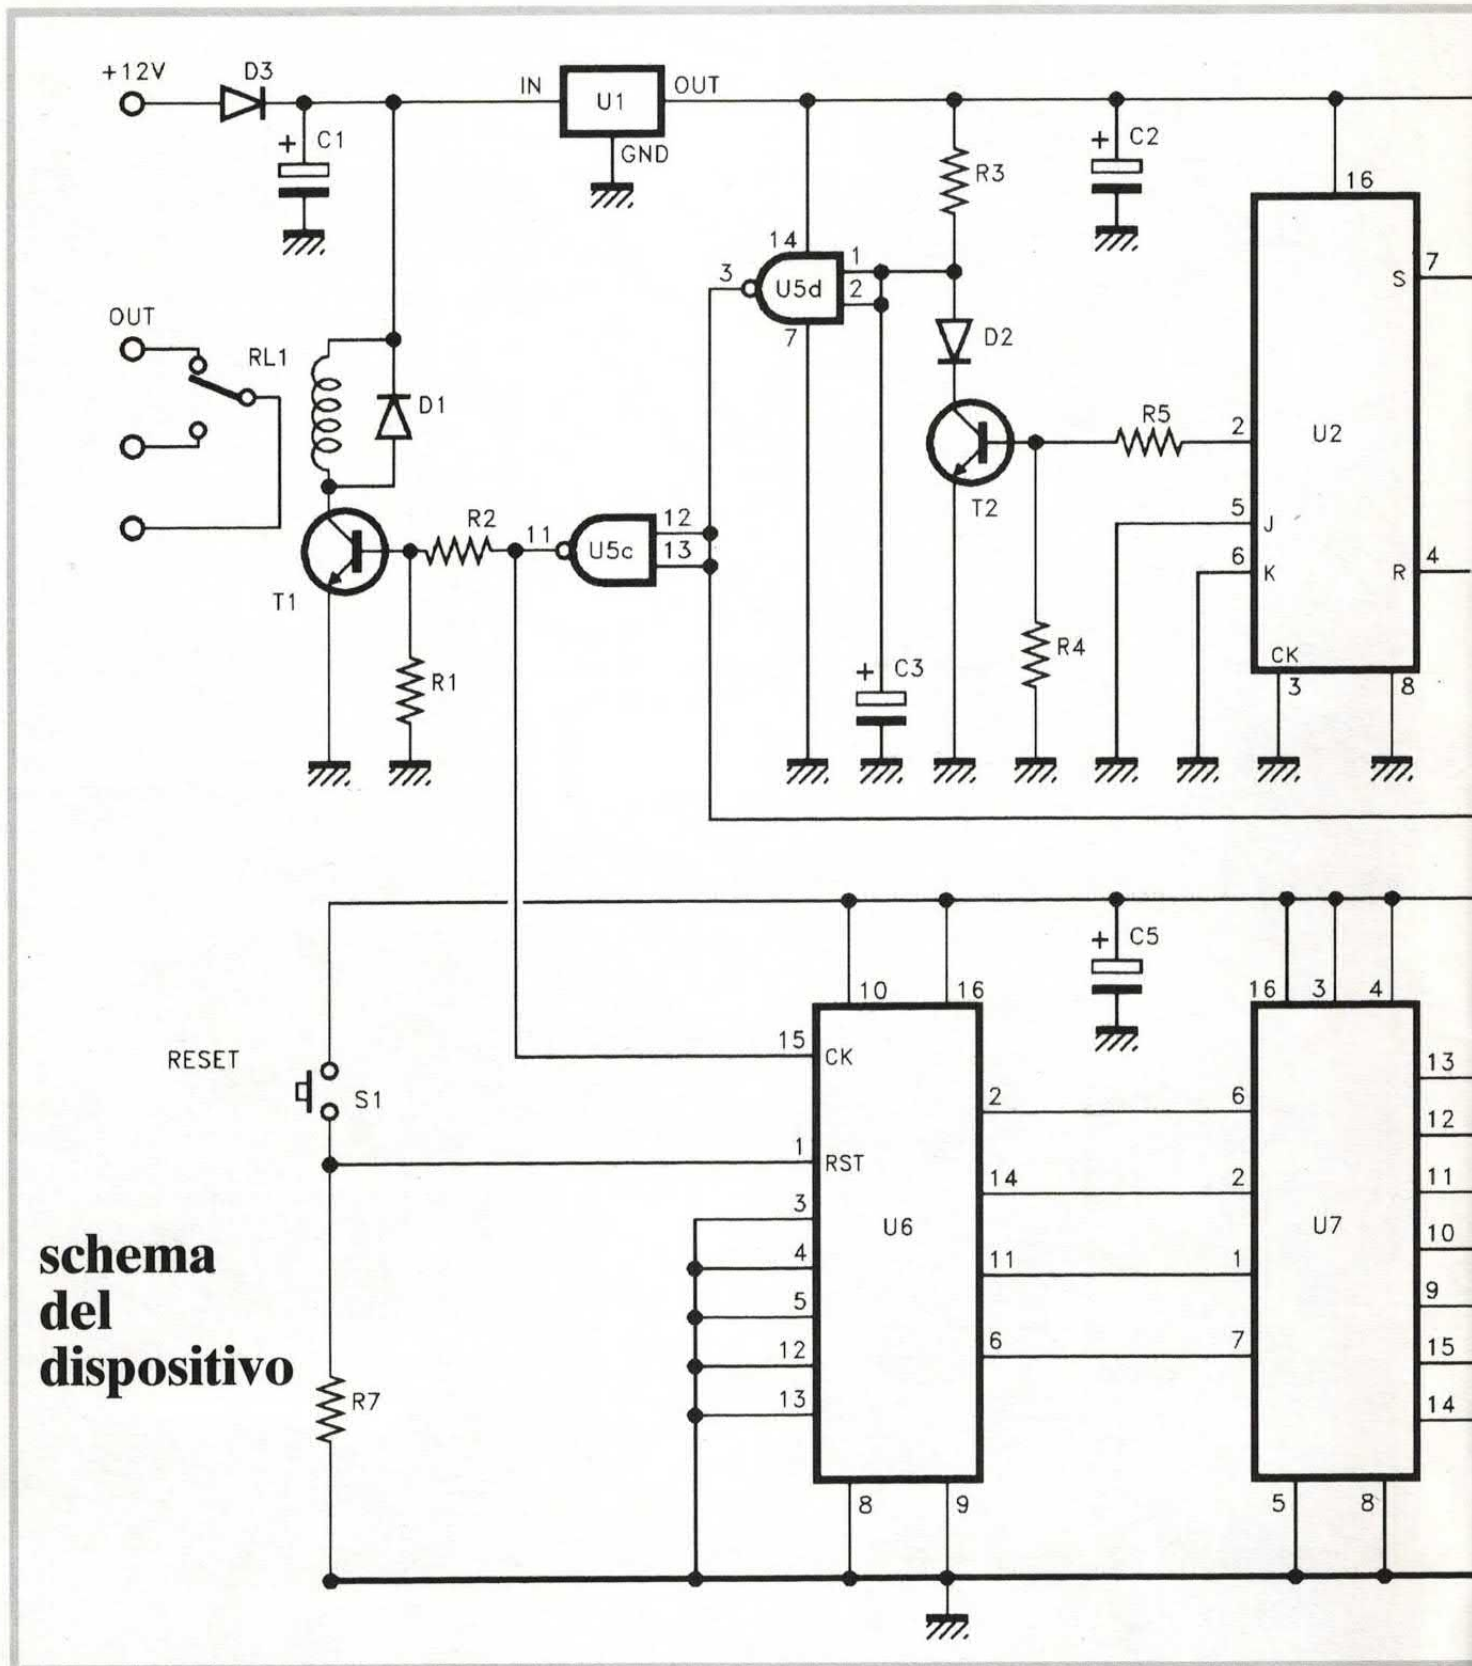 +12V
D3
IN
U1
OUT
GND
+
C1
+
C2
R3
16
14
1
3
U5d
2
7
S
7
D2
OUT
RL1
D1
R5
2
U2
T2
5
J
6
K
R
4
R2
11
U5c
12
13
T1
R1
+
C3
R4
CK
3
8
+
C5
10
16
16
3
4
RESET
S1
15
CK
1
RST
2
6
14
2
11
1
6
7
3
4
5
12
13
U6
U7
13
12
11
10
9
15
14
schema
del
dispositivo
R7
8
9
5
8